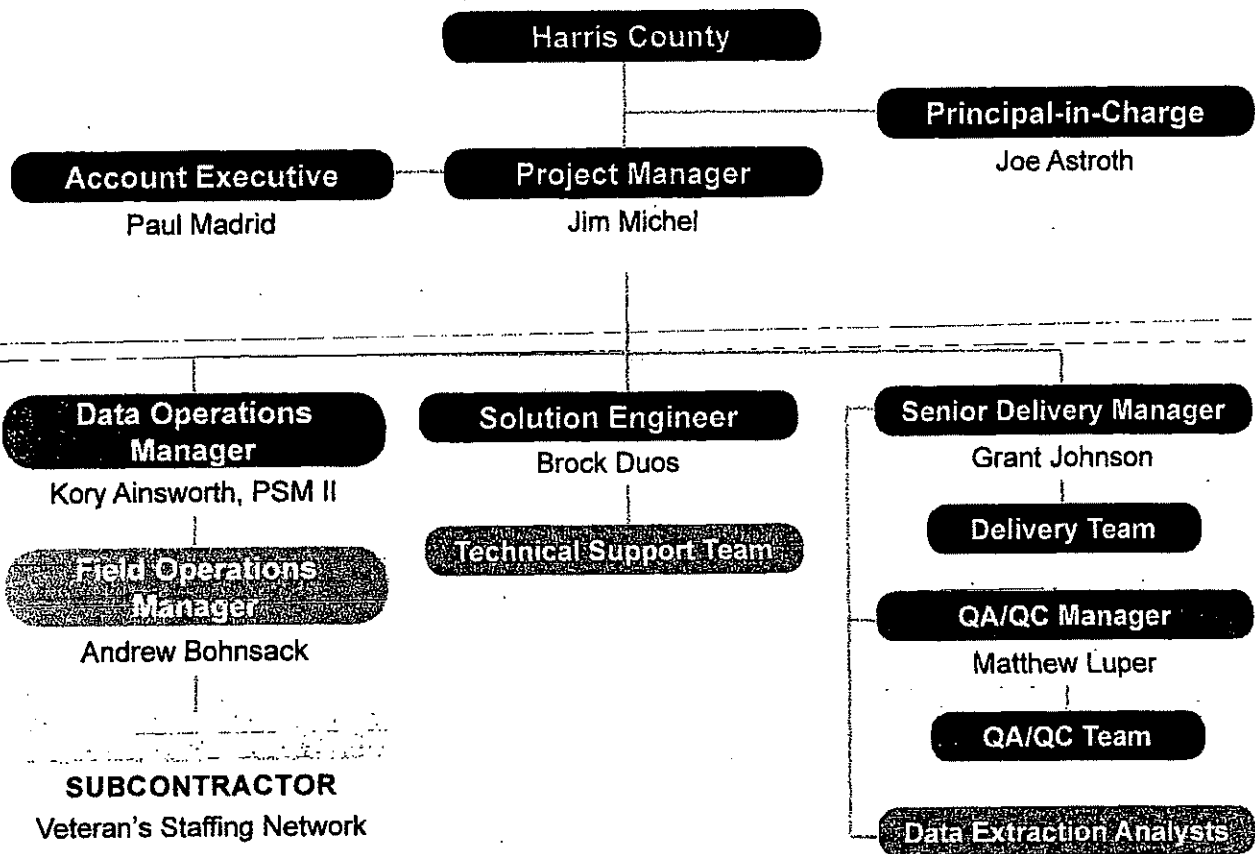 Harris County
Principal-in-Charge
Joe Astroth
Account Executive
Paul Madrid
Project Manager
Jim Michel
Data Operations
Manager
Kory Ainsworth, PSM II
Field Operations
Manager
Andrew Bohnsack
SUBCONTRACTOR
Veteran's Staffing Network
Solution Engineer
Brock Duos
Technical Support Team
Senior Delivery Manager
Grant Johnson
Delivery Team
QA/QC Manager
Matthew Luper
QA/QC Team
Data Extraction Analysts